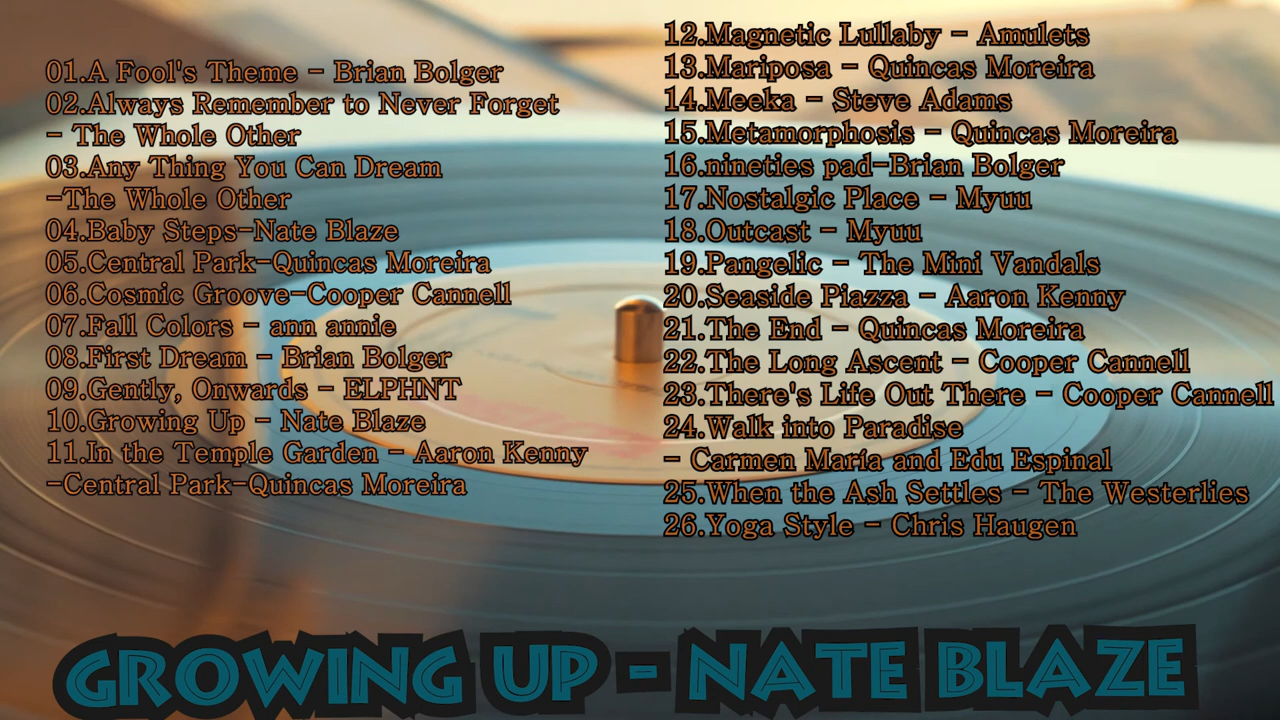 01.A Fool's Theme - Brian Bolger
02.Always Remember to Never Forget
- The Whole Other
03.Any Thing You Can Dream
-The Whole Other
04.Baby Steps-Nate Blaze
05.Central Park-Quincas Moreira
06.Cosmic Groove-Cooper Cannell
07.Fall Colors - ann annie
08.First Dream - Brian Bolger
09.Gently, Onwards - ELPHNT
10.Growing Up - Nate Blaze
11.In the Temple Garden - Aaron Kenny
-Central Park-Quincas Moreira
12.Magnetic Lullaby - Amulets
13.Mariposa - Quincas Moreira
14.Meeka - Steve Adams
15.Metamorphosis - Quincas Moreira
16.nineties pad-Brian Bolger
17.Nostalgic Place - Myuu
18.Outcast - Myuu
19.Pangelic - The Mini Vandals
20.Seaside Piazza - Aaron Kenny
21.The End - Quincas Moreira
22.The Long Ascent - Cooper Cannell
23.There's Life Out There - Cooper Cannell
24.Walk into Paradise
- Carmen María and Edu Espinal
25.When the Ash Settles - The Westerlies
26.Yoga Style - Chris Haugen
GROWING UP - NATE BLAZE